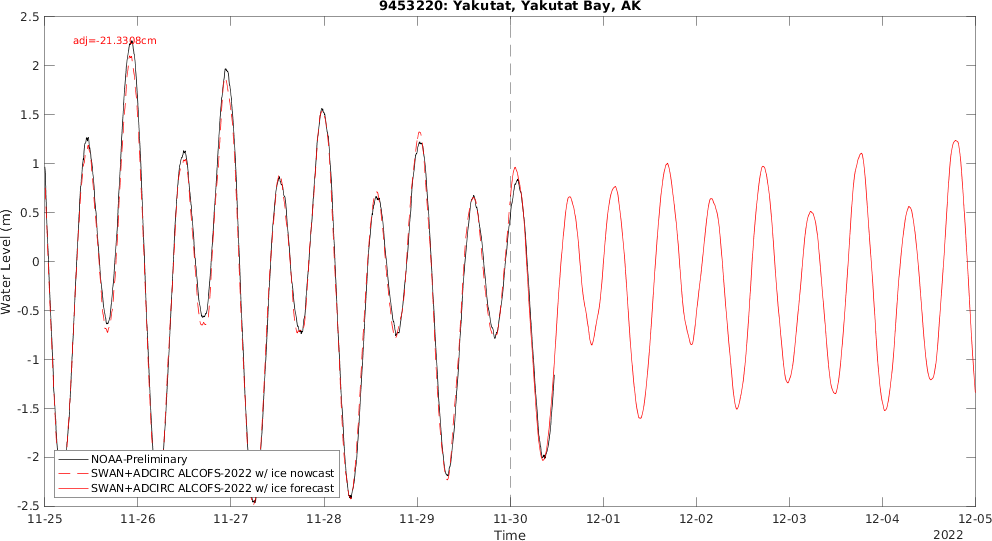 9453220: Yakutat, Yakutat Bay, AK
adj=-21.3308cm
2.5
2
1.5
1
0.5
0
-0.5
-1
-1.5
-2
-2.5
Water Level (m)
NOAA-Preliminary
SWAN+ADCIRC ALCOFS-2022 w/ ice nowcast
SWAN+ADCIRC ALCOFS-2022 w/ ice forecast
11-25 11-26 11-27 11-28 11-29 11-30 12-01 12-02 12-03 12-04 12-05
Time
2022